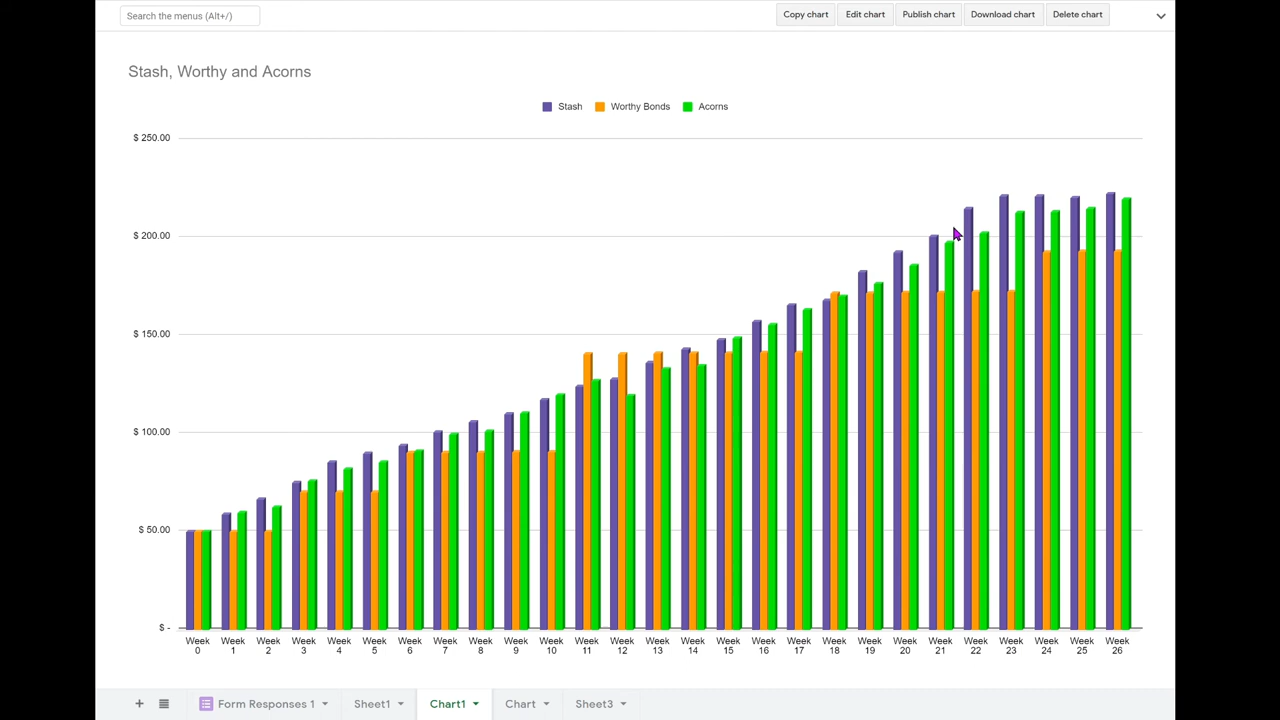 Search the menus (Alt+/)
Copy chart Edit chart Publish chart Download chart Delete chart
Stash, Worthy and Acorns
Stash Worthy Bonds Acorns
$ 250.00
$ 200.00
$ 150.00
$ 100.00
$ 50.00
$ -
Week 0 Week 1 Week 2 Week 3 Week 4 Week 5 Week 6 Week 7 Week 8 Week 9 Week 10 Week 11 Week 12 Week 13 Week 14 Week 15 Week 16 Week 17 Week 18 Week 19 Week 20 Week 21 Week 22 Week 23 Week 24 Week 25 Week 26
+ Form Responses 1 Sheet1 Chart1 Chart Sheet3